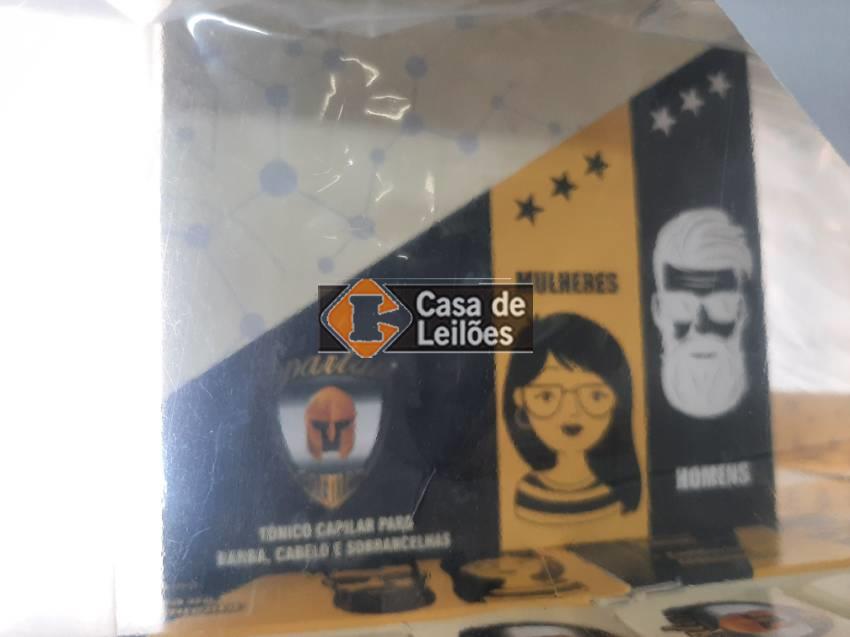 MULHERES
Casa de
Leilões
HOMENS
TÔNICO CAPILAR PARA
BARBA, CABELO E SOBRANCELHAS